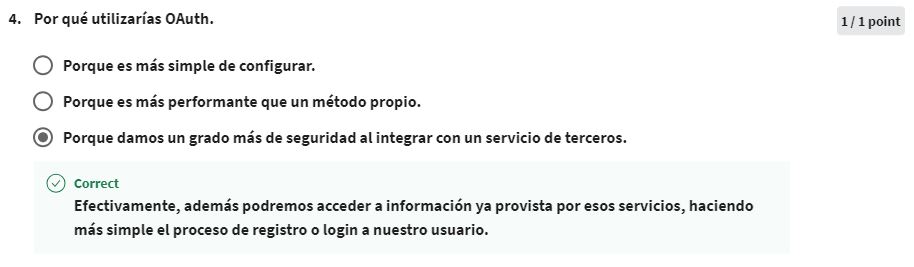 4. Por qué utilizarías OAuth.
1 / 1 point
Porque es más simple de configurar.
Porque es más performante que un método propio.
Porque damos un grado más de seguridad al integrar con un servicio de terceros.
Correct
Efectivamente, además podremos acceder a información ya provista por esos servicios, haciendo
más simple el proceso de registro o login a nuestro usuario.